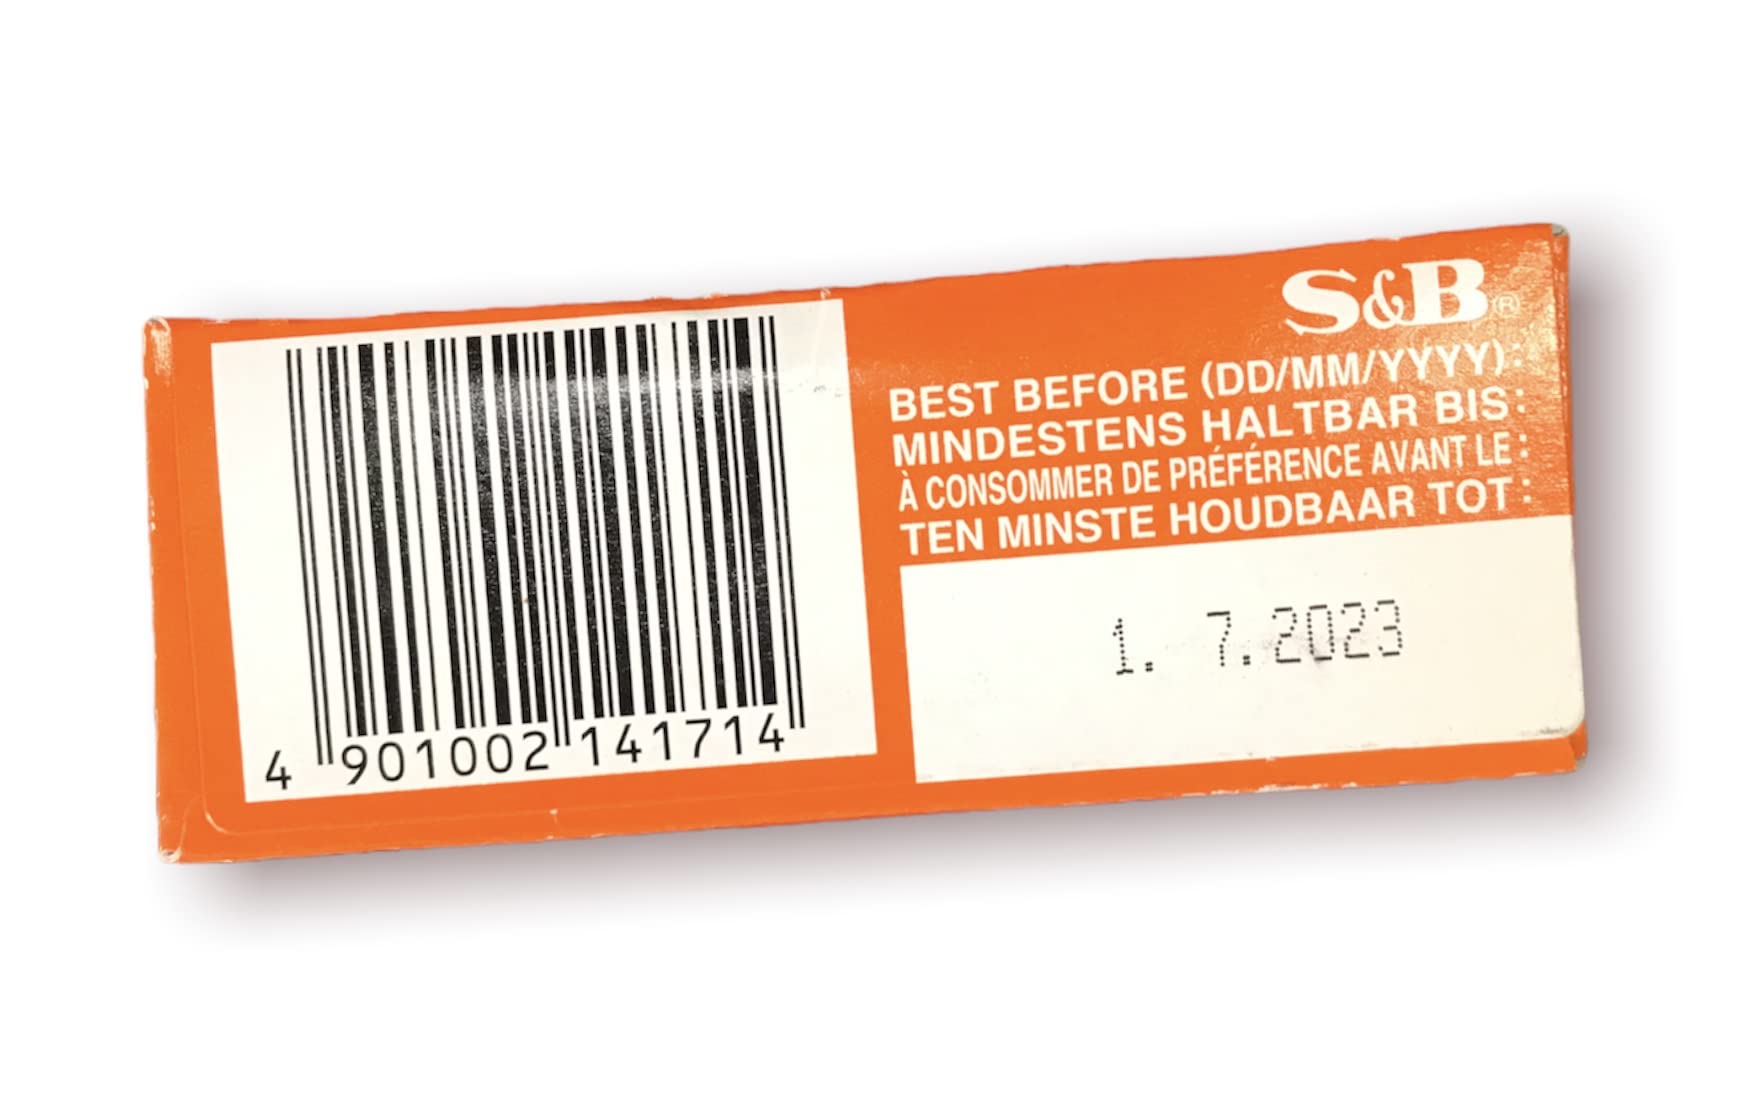 S&B®
BEST BEFORE (DD/MM/YYYY):
MINDESTENS HALTBAR BIS:
À CONSOMMER DE PRÉFÉRENCE AVANT LE :
TEN MINSTE HOUDBAAR TOT :
1. 7.2023
4 901002 141714